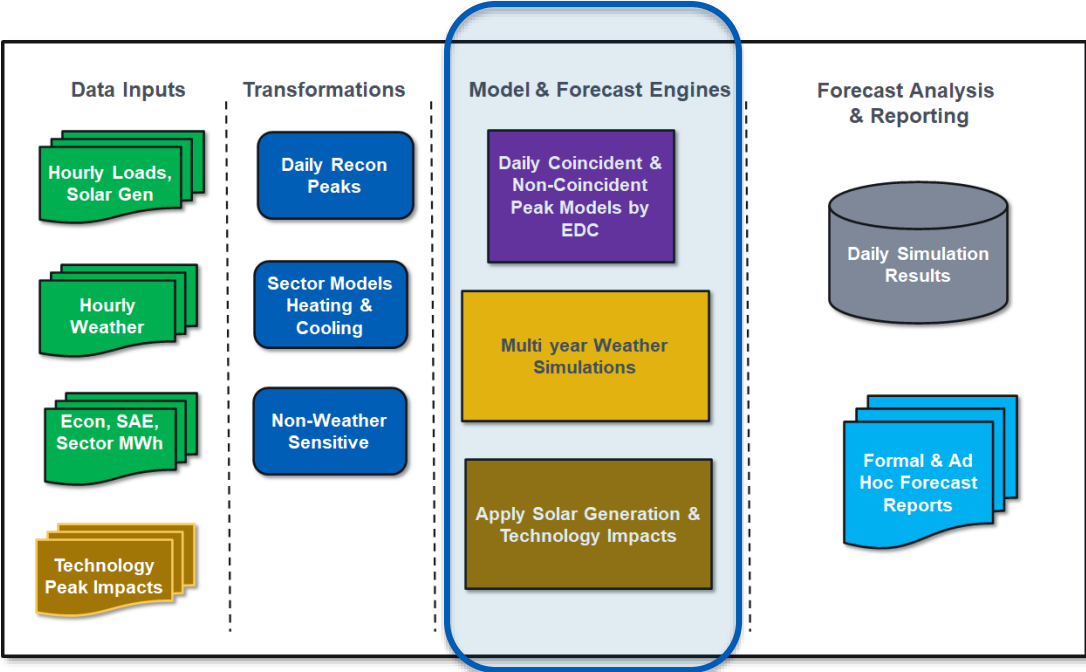 Data Inputs
Hourly Loads,
Solar Gen
Hourly
Weather
Econ, SAE,
Sector MWh
Technology
Peak Impacts
Transformations
Daily Recon
Peaks
Sector Models
Heating &
Cooling
Non-Weather
Sensitive
Model & Forecast Engines
Daily Coincident &
Non-Coincident
Peak Models by
EDC
Multi year Weather
Simulations
Apply Solar Generation &
Technology Impacts
Forecast Analysis
& Reporting
Daily Simulation
Results
Formal & Ad
Hoc Forecast
Reports